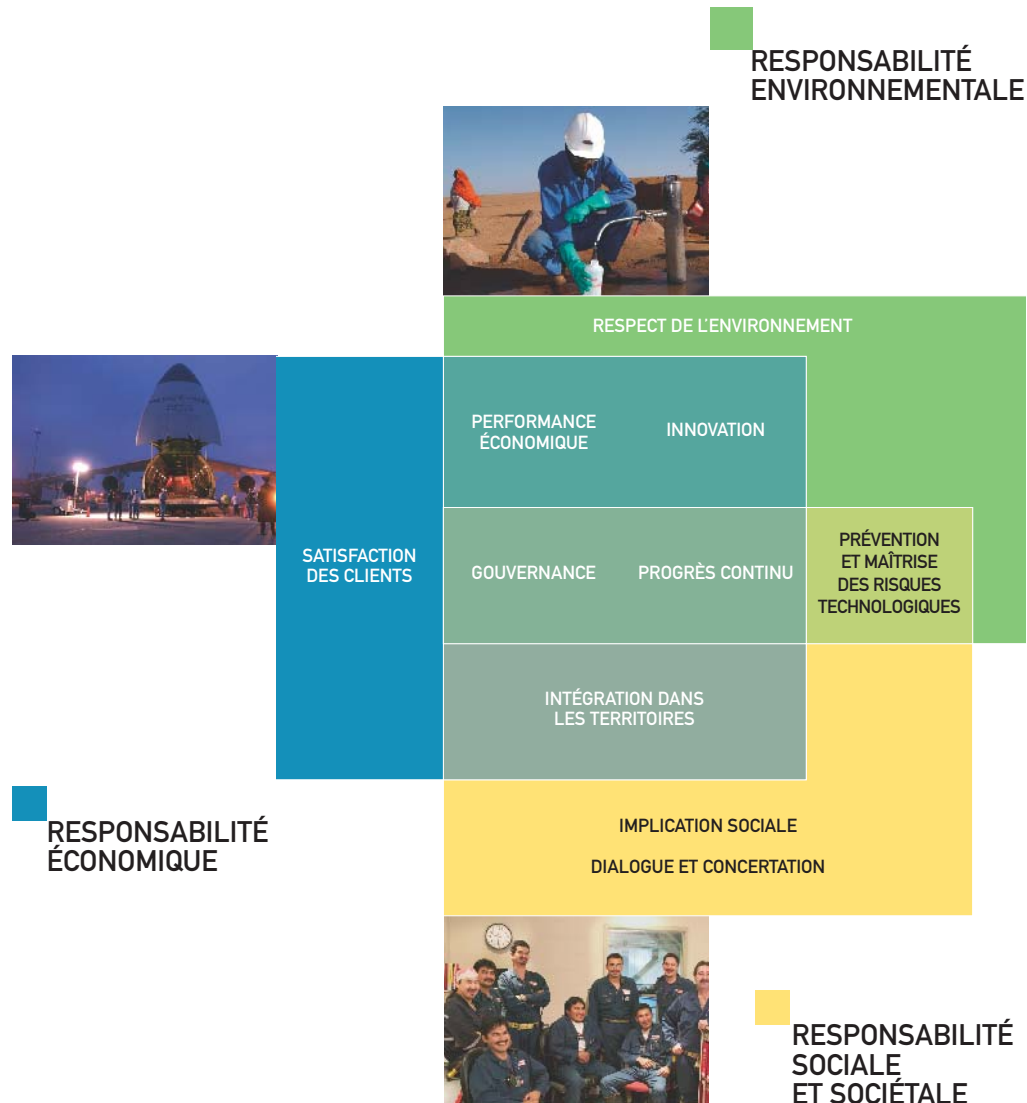 RESPONSABILITÉ
ENVIRONNEMENTALE
RESPECT DE L'ENVIRONNEMENT
PERFORMANCE
ÉCONOMIQUE
INNOVATION
SATISFACTION
DES CLIENTS
GOUVERNANCE
PROGRÈS CONTINU
PRÉVENTION
ET MAÎTRISE
DES RISQUES
TECHNOLOGIQUES
INTÉGRATION DANS
LES TERRITOIRES
RESPONSABILITÉ
ÉCONOMIQUE
IMPLICATION SOCIALE
DIALOGUE ET CONCERTATION
RESPONSABILITÉ
SOCIALE
ET SOCIÉTALE